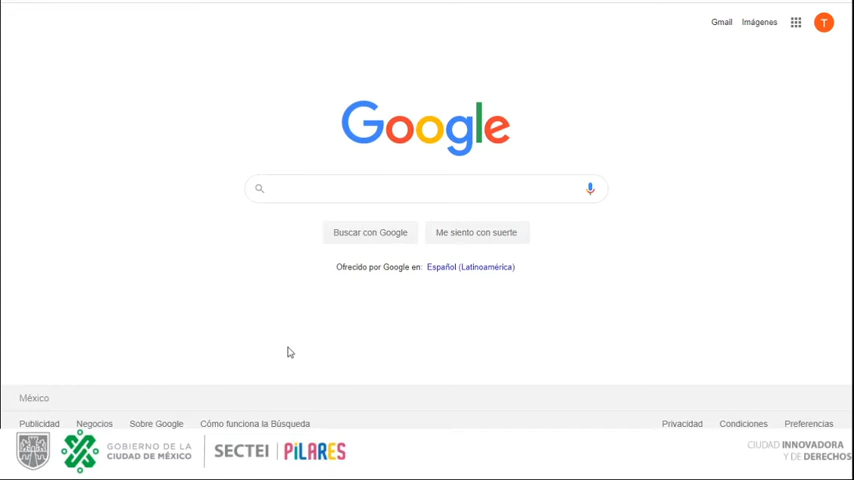 Gmail Imágenes T
Google
Buscar con Google Me siento con suerte
Ofrecido por Google en: Español (Latinoamérica)
México
Publicidad Negocios Sobre Google Cómo funciona la Búsqueda Privacidad Condiciones Preferencias
GOBIERNO DE LA
CIUDAD DE MÉXICO
SECTEI
PiLARES
CIUDAD INNOVADORA
Y DE DERECHOS